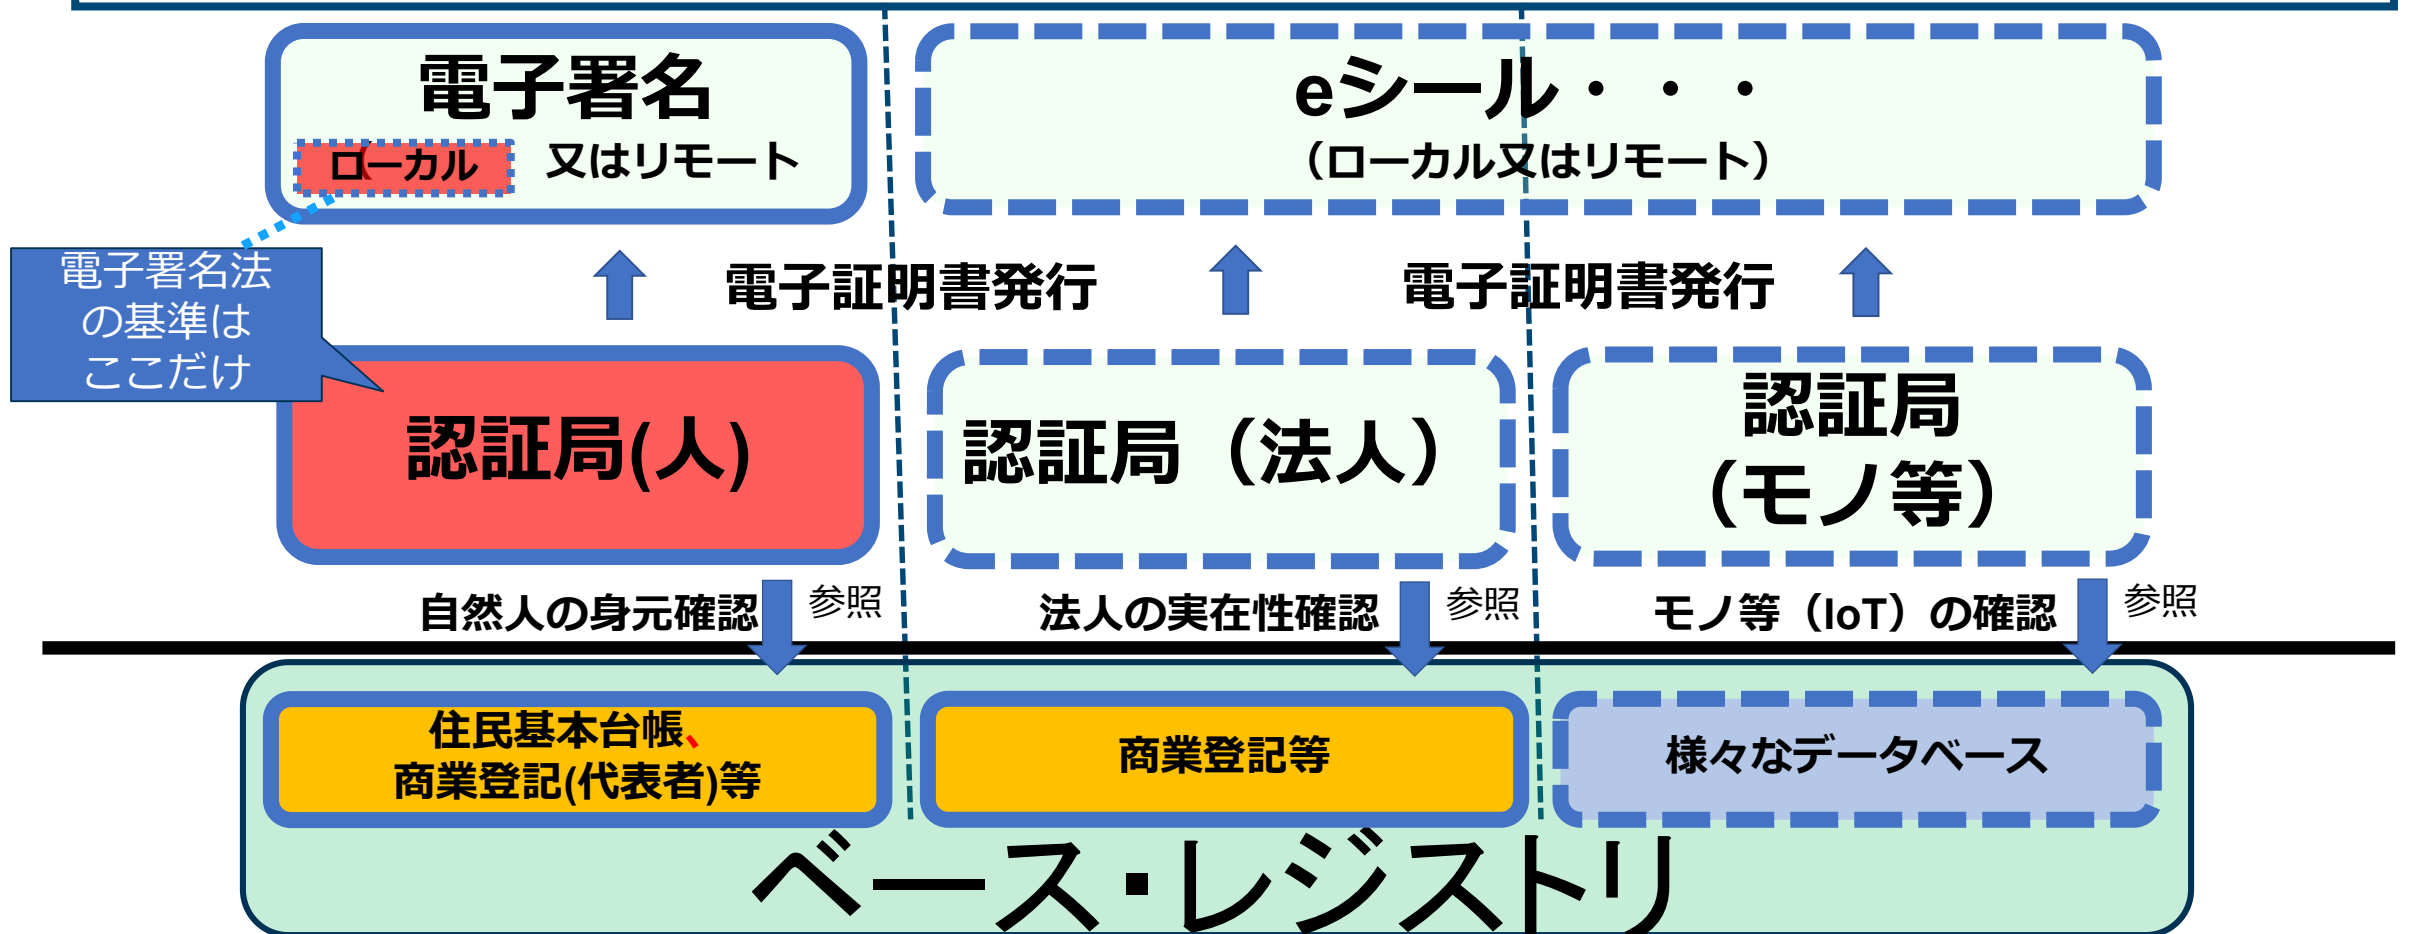 電子署名
(ローカル 又はリモート
eシール・・・
（ローカル又はリモート）
電子署名法
の基準は
ここだけ
電子証明書発行
電子証明書発行
認証局(人)
認証局（法人）
認証局
（モノ等）
自然人の身元確認
参照
法人の実在性確認
参照
モノ等（IoT）の確認
参照
住民基本台帳、
商業登記(代表者)等
商業登記等
様々なデータベース
ベース・レジストリ